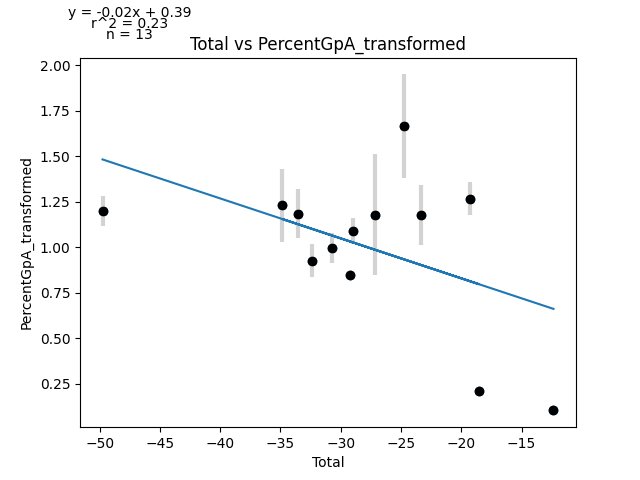 y = -0.02x + 0.39
r^2 = 0.23
n = 13
Total vs PercentGpA_transformed
PercentGpA_transformed
2.00
1.75
1.50
1.25
1.00
0.75
0.50
0.25
−50 −45 −40 −35 −30 −25 −20 −15
Total